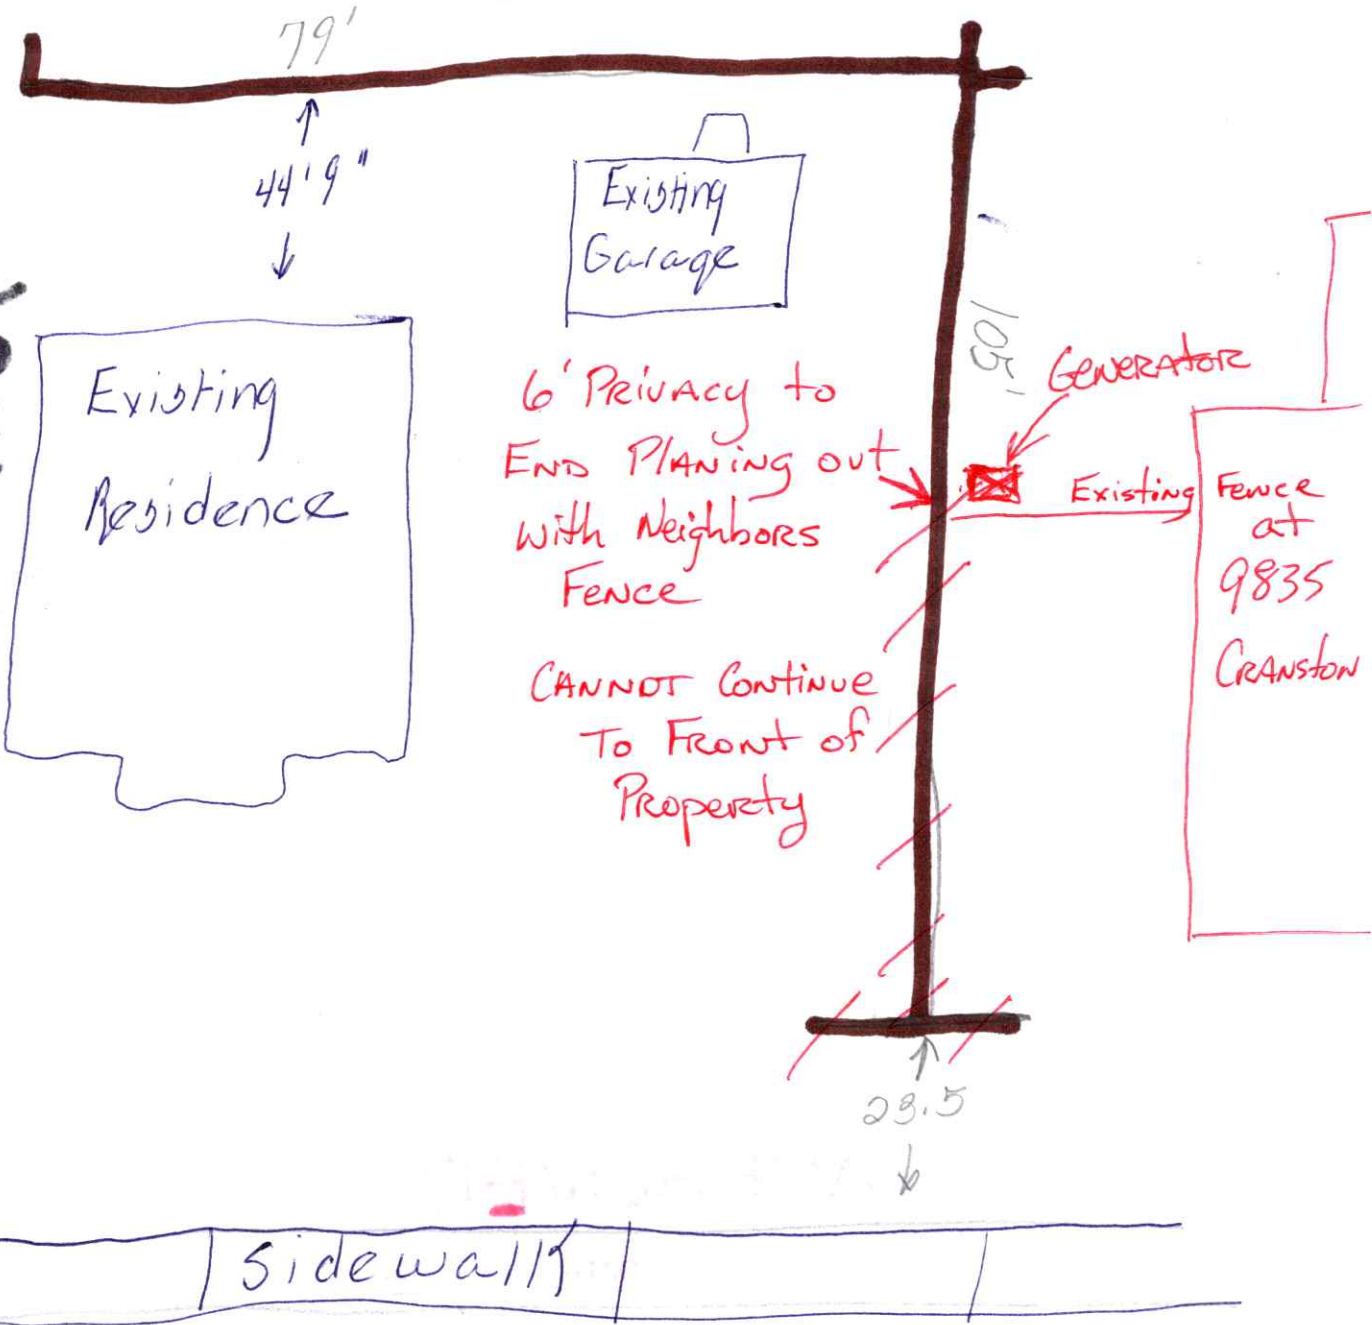 79'
44'9"
Existing
Garage
105'
GENERATOR
Existing
Residence
6' PRIVACY to
END PlANing out
with Neighbors
FENCE
Existing Fence
at
9835
CRANSTON
CANNOT CONTINUE
TO FRONT of
PROPERTY
23.5
Sidewalk